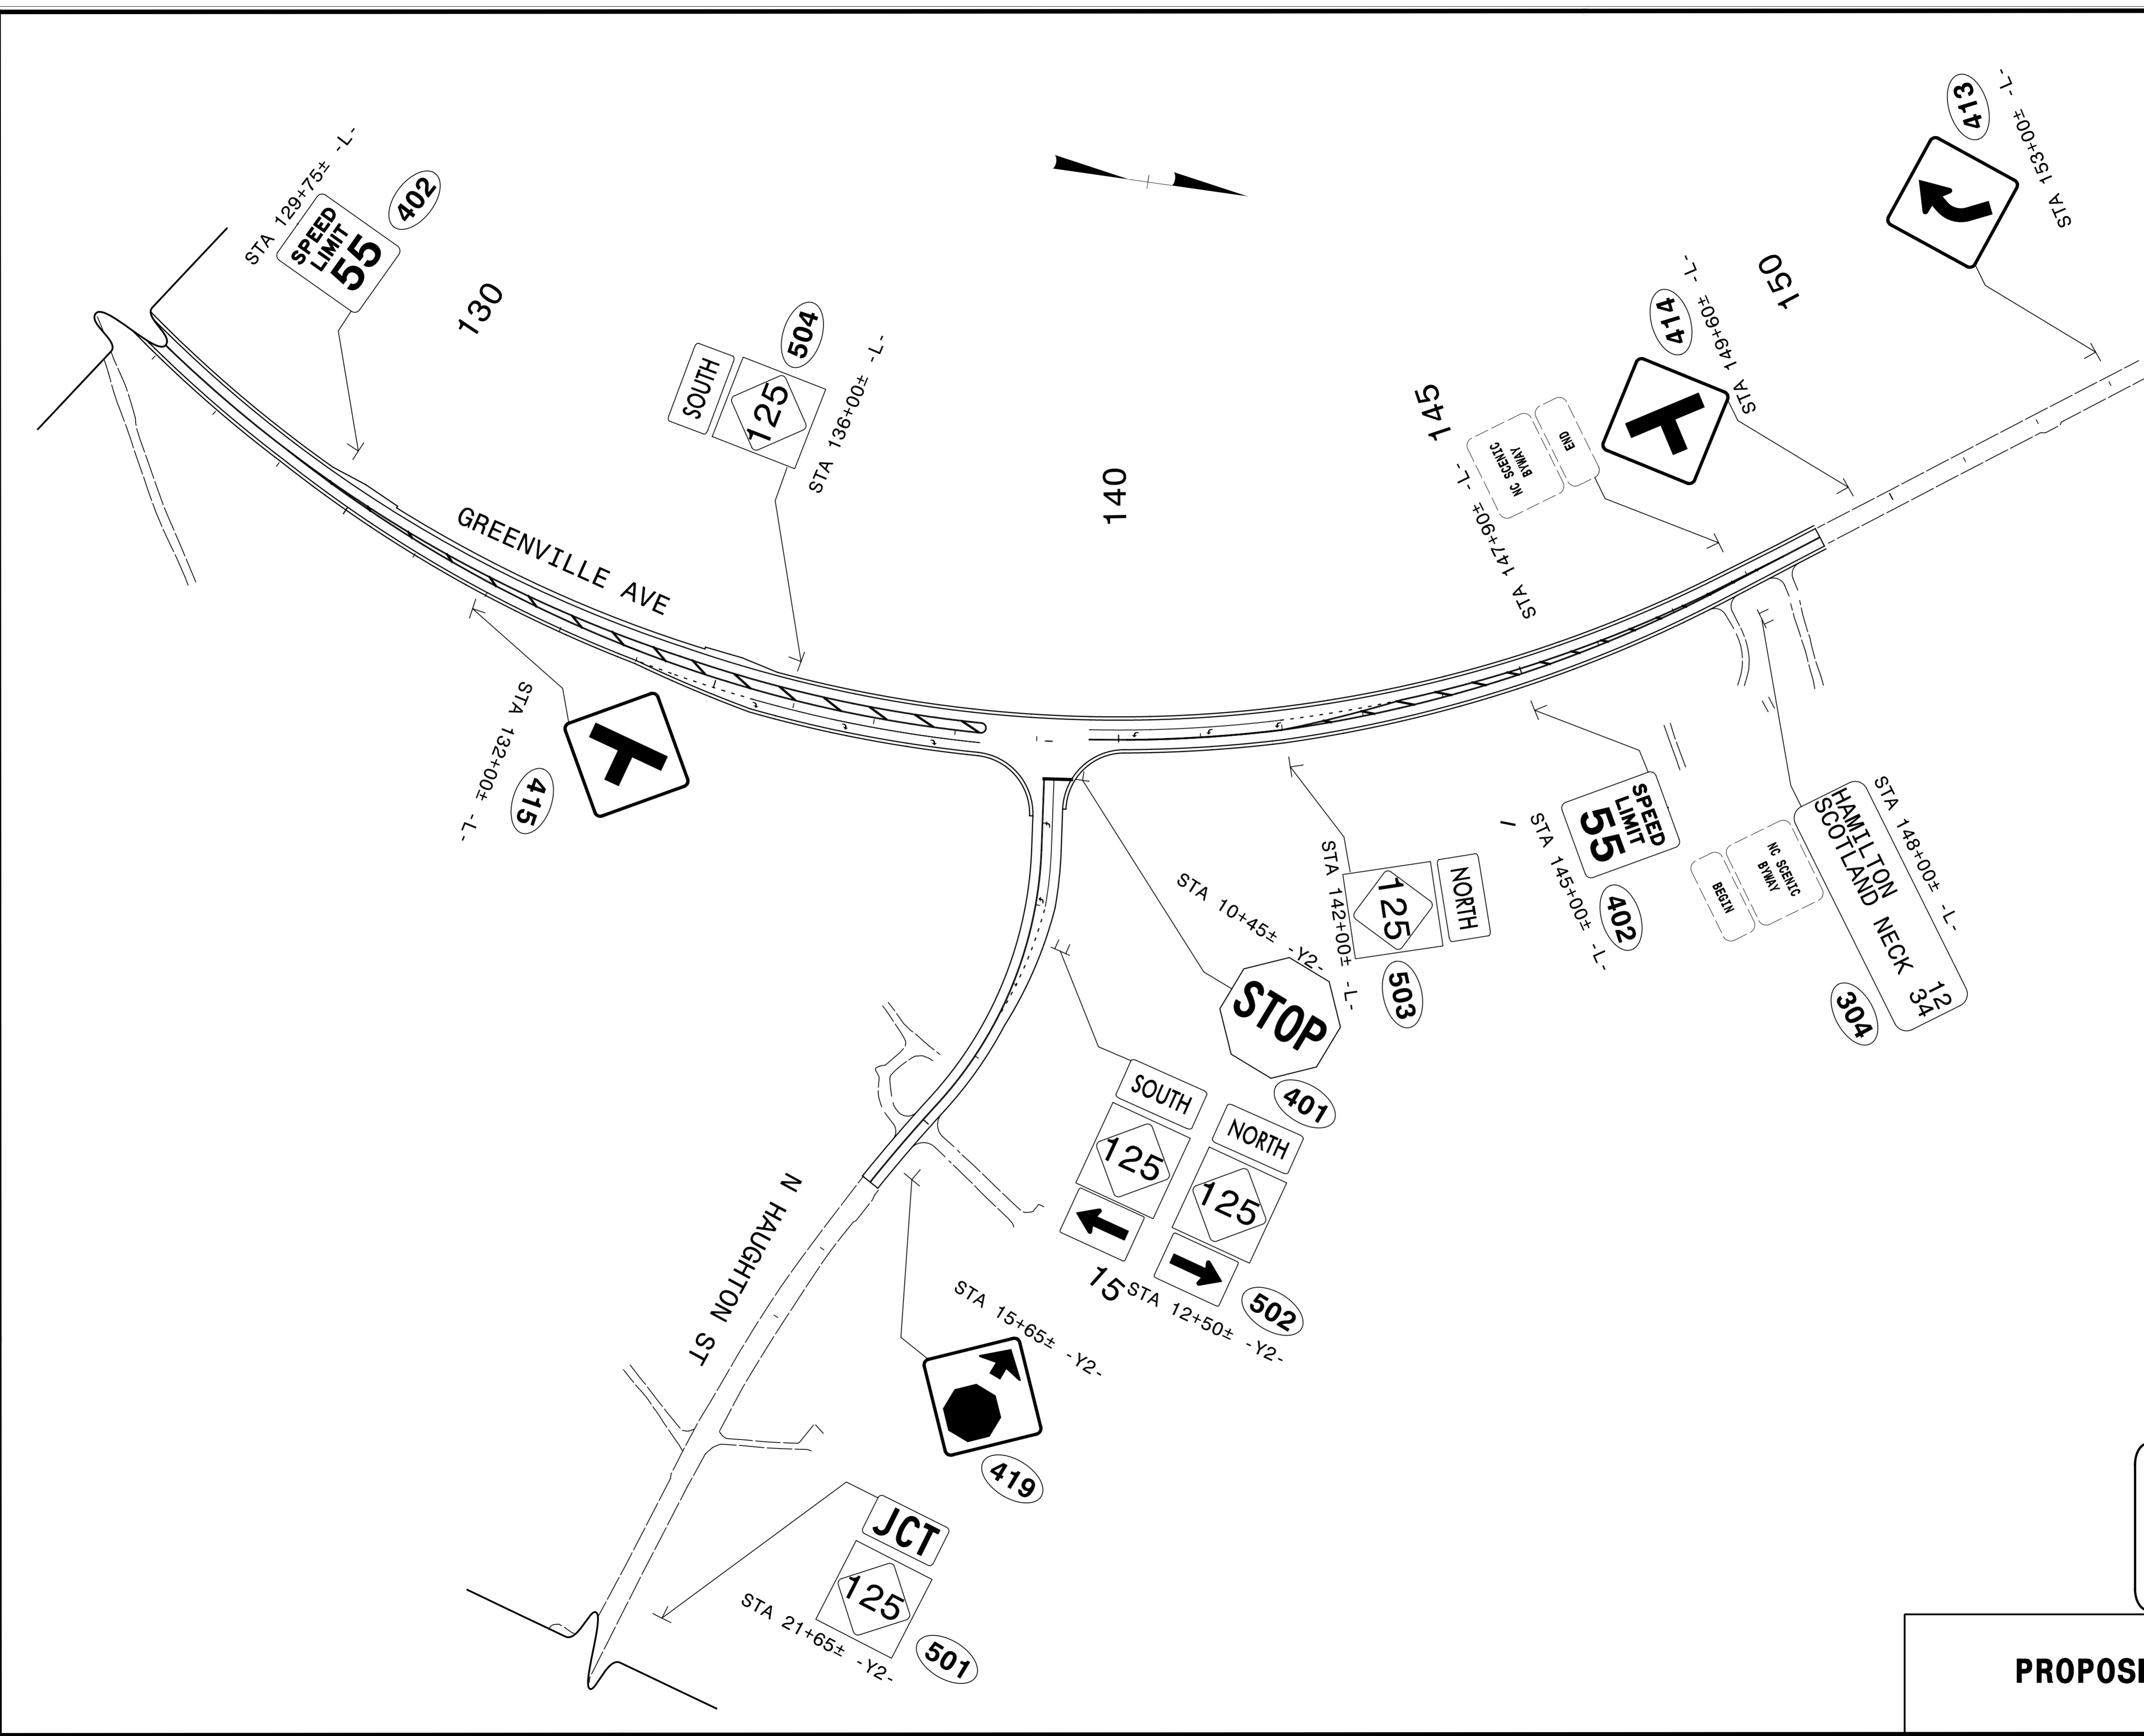 STA 129+75± -L-
SPEED
LIMIT
55
402
130
SOUTH
125
504
STA 136+00± -L-
GREENVILLE AVE
140
145
STA 147+90± -L-
END
NC SCENIC
BYWAY
414
STA 149+60± -L-
150
413
STA 153+00± -L-
STA 132+00± -L-
415
STA 10+45± -Y2-
STOP
401
STA 142+00± -L-
NORTH
125
503
STA 145+00± -L-
SPEED
LIMIT
55
402
BEGIN
NC SCENIC
BYWAY
STA 148+00± -L-
HAMILTON 12
SCOTLAND NECK 34
304
SOUTH
125
NORTH
125
15
STA 12+50± -Y2-
502
N HAUGHTON ST
STA 15+65± -Y2-
419
JCT
125
STA 21+65± -Y2-
501